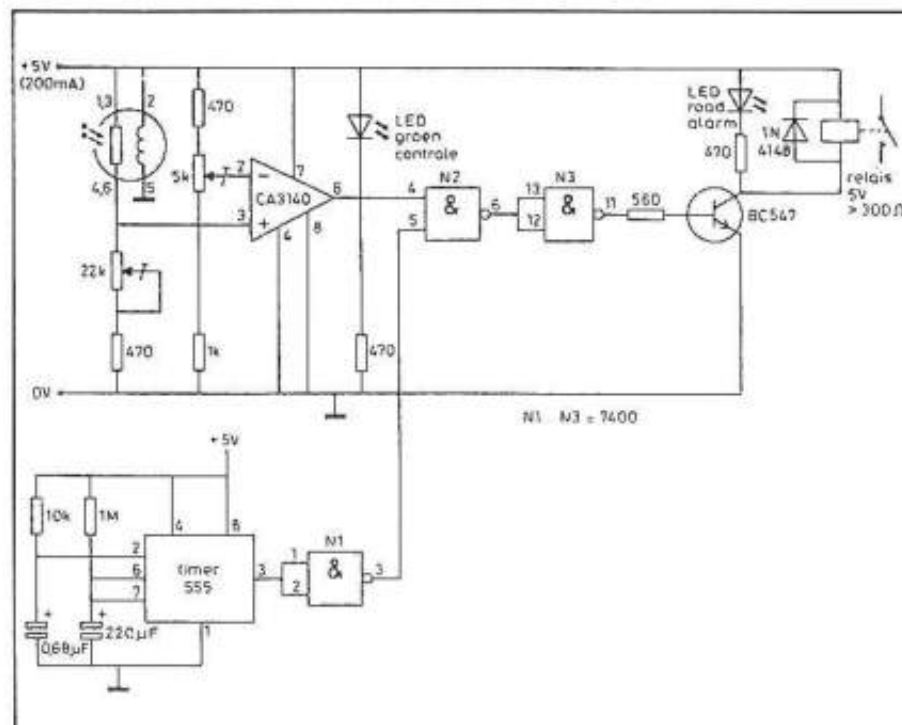 +5V
(200mA)
1,3
2
4,6
5
470
5k
2
3
CA3140
7
6
4
8
22k
470
1k
LED
groen
controle
470
N2
4
5
&
6
N3
13
12
&
11
560
BC547
LED
rood
alarm
470
1N
4148
relais
5V
> 300Ω
0V
N1...N3 = 7400
+5V
10k
1M
4
8
2
6
7
timer
555
3
1
N1
1
2
&
3
+
0,68µF
+
220µF